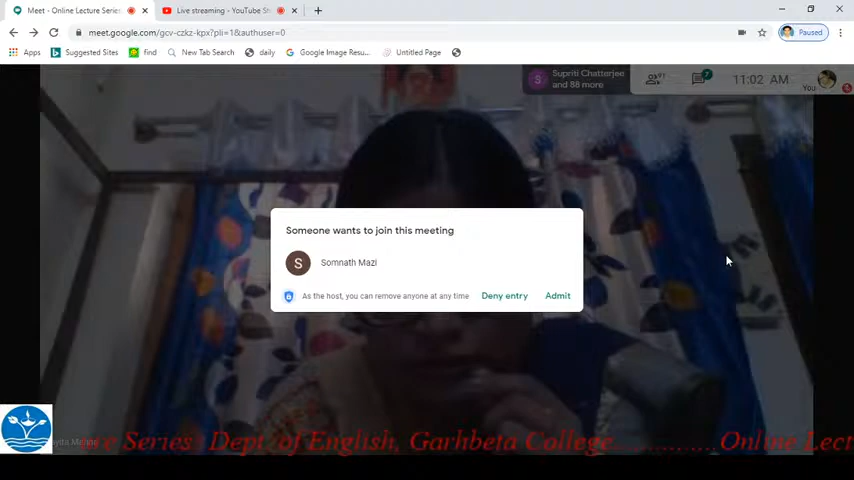 Meet - Online Lecture Series
Live streaming - YouTube St
meet.google.com/gcv-czkz-kpx?pli=1&authuser=0
Paused
Apps
Suggested Sites
find
New Tab Search
daily
Google Image Resu...
Untitled Page
Supriti Chatterjee
and 88 more
91
7
11:02 AM
You
Someone wants to join this meeting
S
Somnath Mazi
As the host, you can remove anyone at any time
Deny entry
Admit
re Series: Dept. of English, Garhbeta College
Online Lect